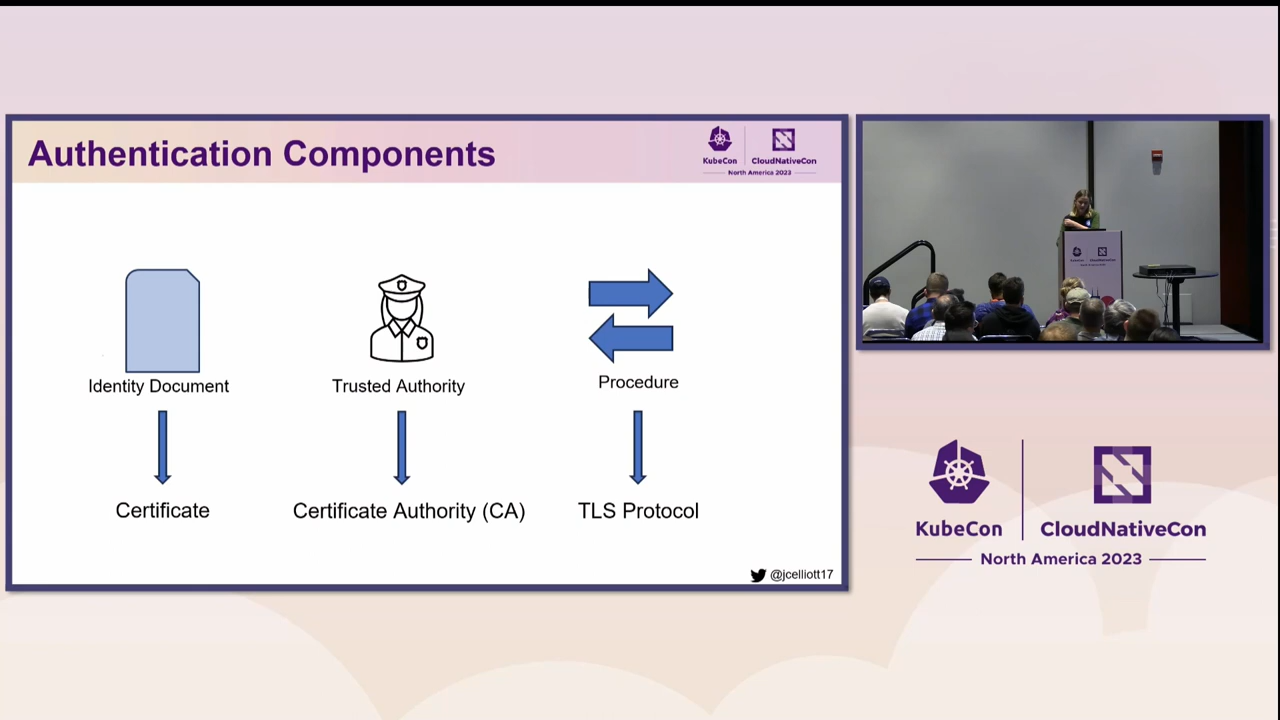 Authentication Components
KubeCon
CloudNativeCon
North America 2023
Identity Document
Trusted Authority
Procedure
Certificate
Certificate Authority (CA)
TLS Protocol
@jcelliott17
KubeCon
CloudNativeCon
North America 2023